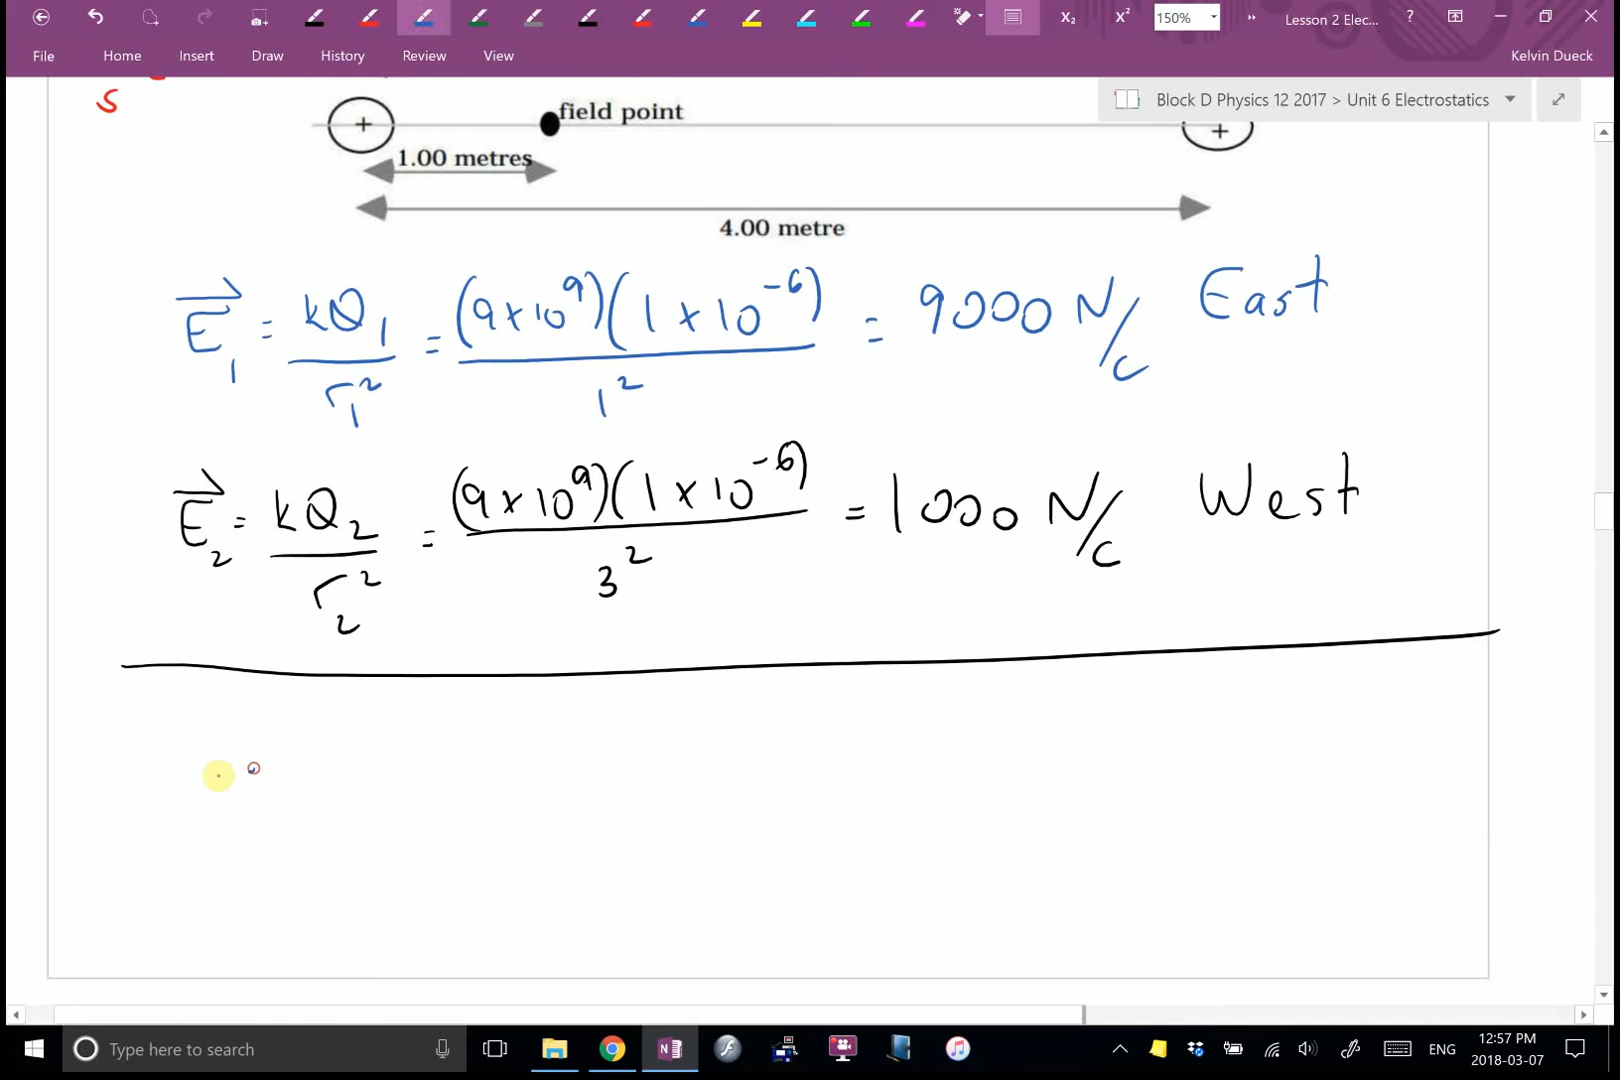 X₂ X² 150% Lesson 2 Elec... ?
File Home Insert Draw History Review View Kelvin Dueck
s
Block D Physics 12 2017 > Unit 6 Electrostatics
+ field point +
1.00 metres
4.00 metre
E₁ = kQ₁/r₁² = (9×10⁹)(1×10⁻⁶)/1² = 9000 N/C East
E₂ = kQ₂/r₂² = (9×10⁹)(1×10⁻⁶)/3² = 1000 N/C West
Type here to search ENG 12:57 PM
2018-03-07